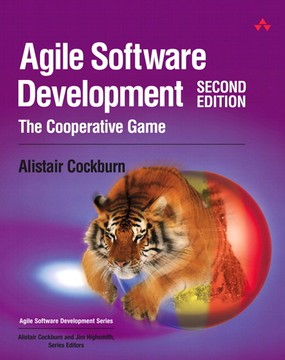 Agile Software
Development SECOND EDITION
The Cooperative Game
Alistair Cockburn
Agile Software Development Series
Alistair Cockburn and Jim Highsmith,
Series Editors